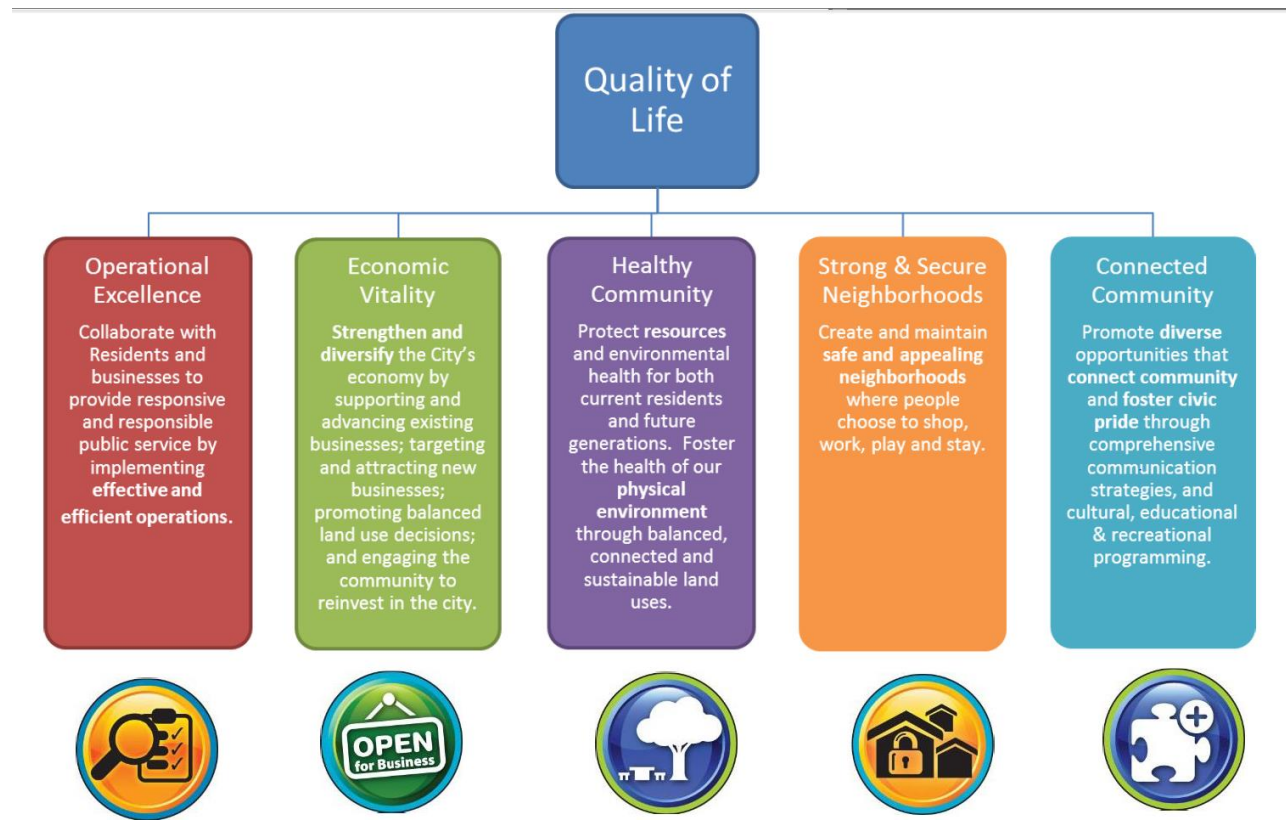 Quality of
Life
Operational
Excellence
Collaborate with
Residents and
businesses to
provide responsive
and responsible
public service by
implementing
effective and
efficient operations.
Economic
Vitality
Strengthen and
diversify the City's
economy by
supporting and
advancing existing
businesses; targeting
and attracting new
businesses;
promoting balanced
land use decisions;
and engaging the
community to
reinvest in the city.
Healthy
Community
Protect resources
and environmental
health for both
current residents
and future
generations. Foster
the health of our
physical
environment
through balanced,
connected and
sustainable land
uses.
Strong & Secure
Neighborhoods
Create and maintain
safe and appealing
neighborhoods
where people
choose to shop,
work, play and stay.
Connected
Community
Promote diverse
opportunities that
connect community
and foster civic
pride through
comprehensive
communication
strategies, and
cultural, educational
& recreational
programming.
OPEN
for Business